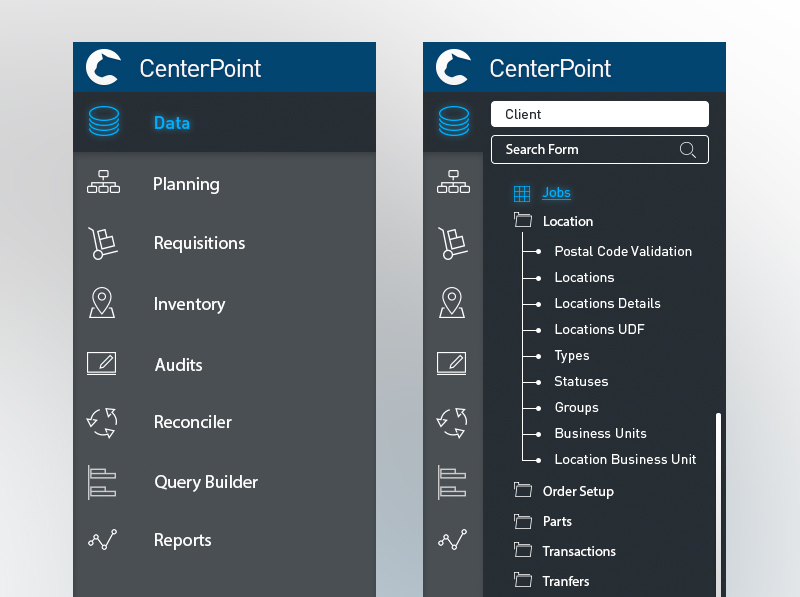 CenterPoint
Data
Planning
Requisitions
Inventory
Audits
Reconciler
Query Builder
Reports
CenterPoint
Client
Search Form
Jobs
Location
Postal Code Validation
Locations
Locations Details
Locations UDF
Types
Statuses
Groups
Business Units
Location Business Unit
Order Setup
Parts
Transactions
Tranfers